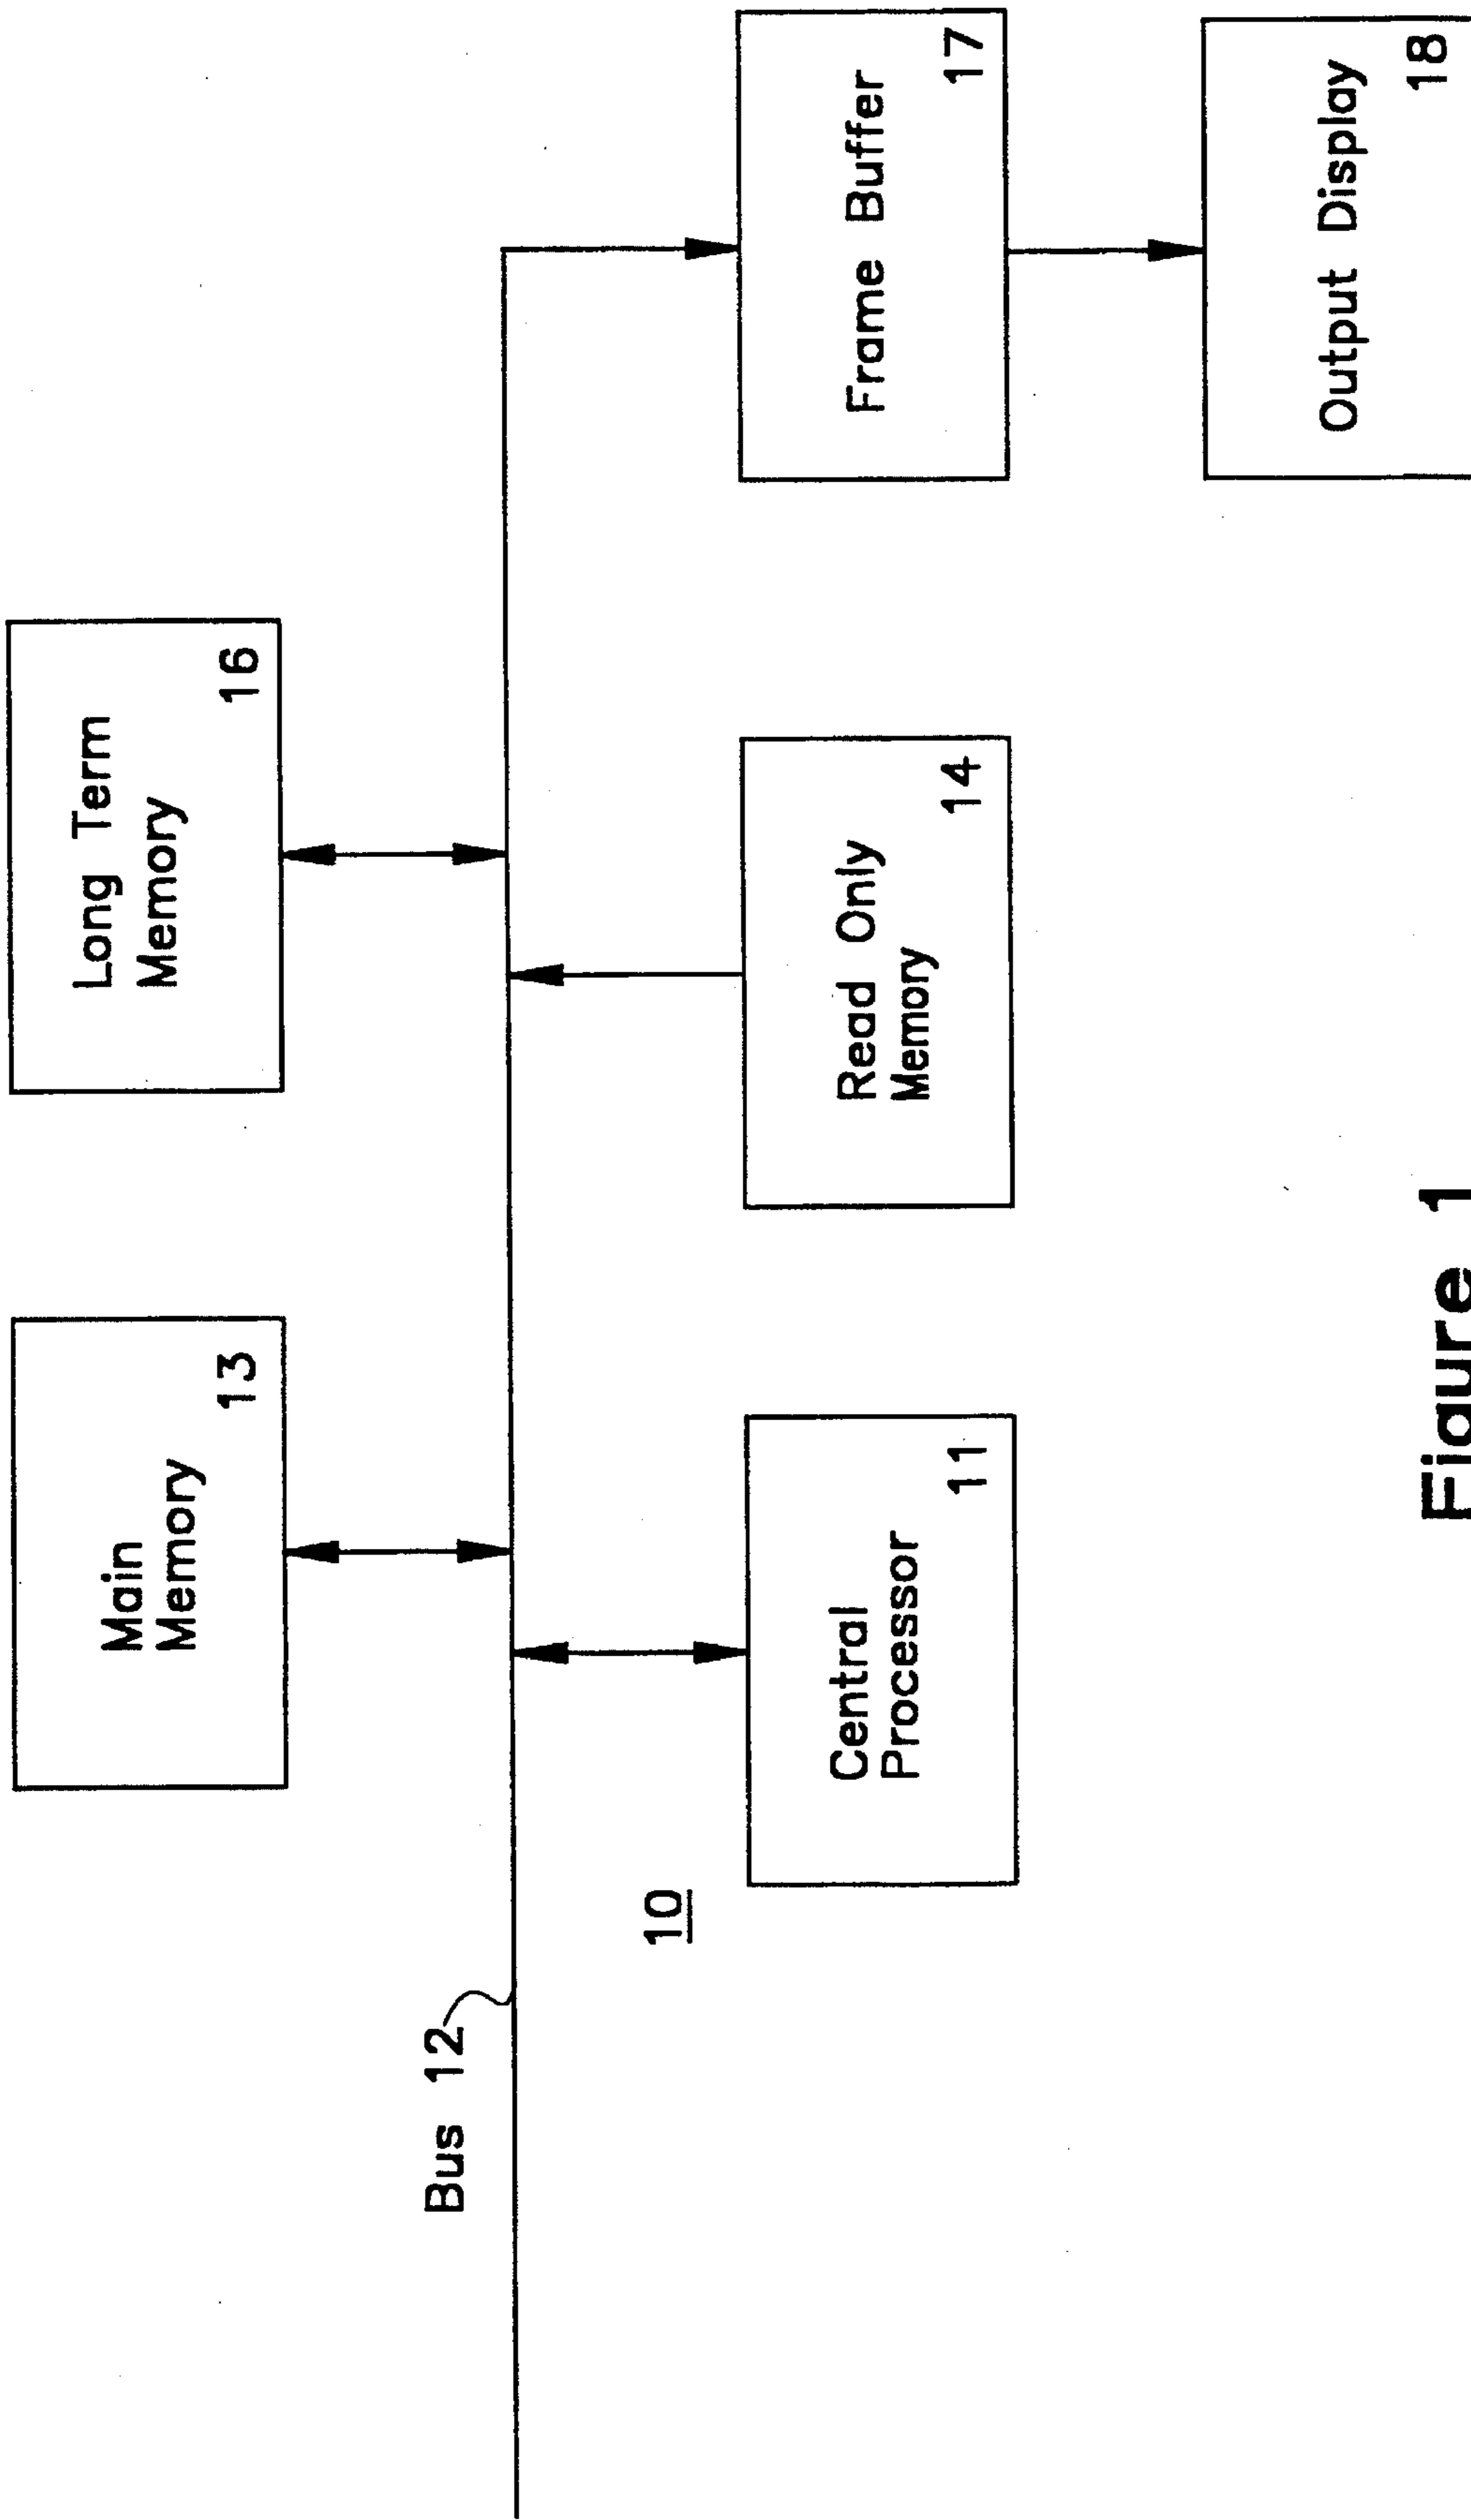 Main
Memory
13
Long Term
Memory
16
Bus 12
10
Central
Processor
11
Read Only
Memory
14
Frame Buffer
17
Output Display
18
Figure 1